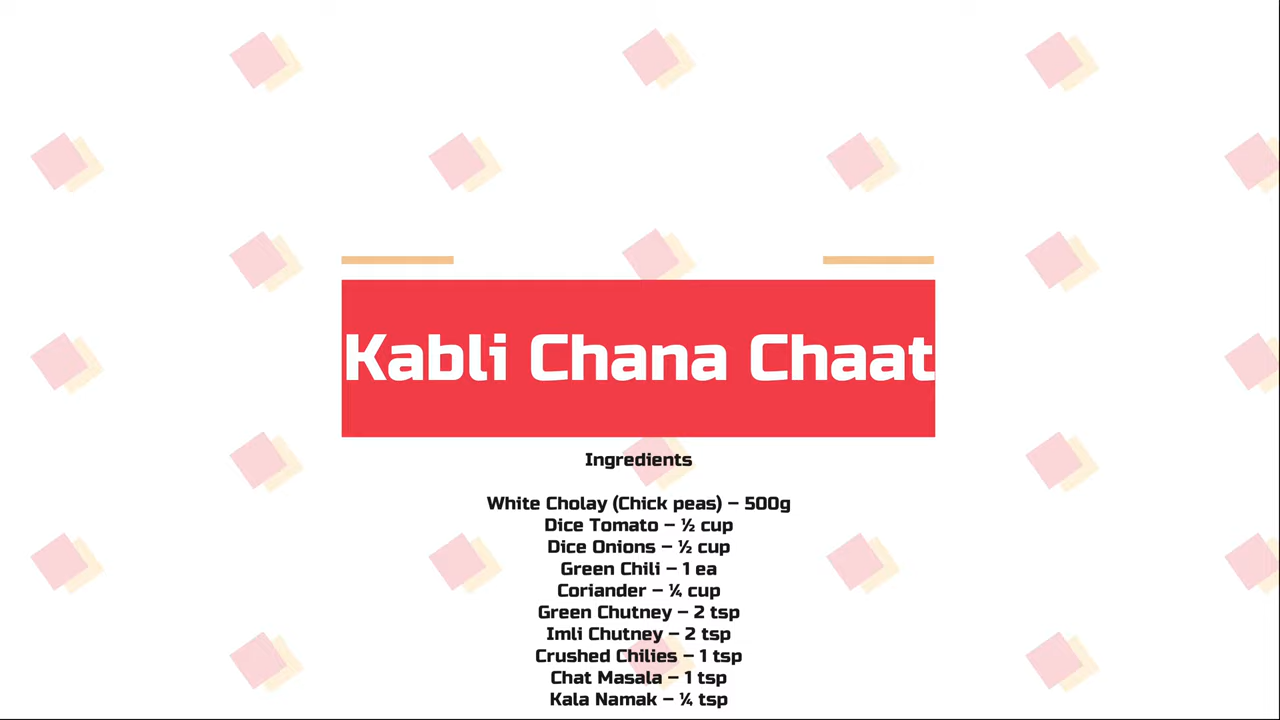 Kabli Chana Chaat
Ingredients
White Cholay (Chick peas) – 500g
Dice Tomato – ½ cup
Dice Onions – ½ cup
Green Chili – 1 ea
Coriander – ¼ cup
Green Chutney – 2 tsp
Imli Chutney – 2 tsp
Crushed Chilies – 1 tsp
Chat Masala – 1 tsp
Kala Namak – ¼ tsp